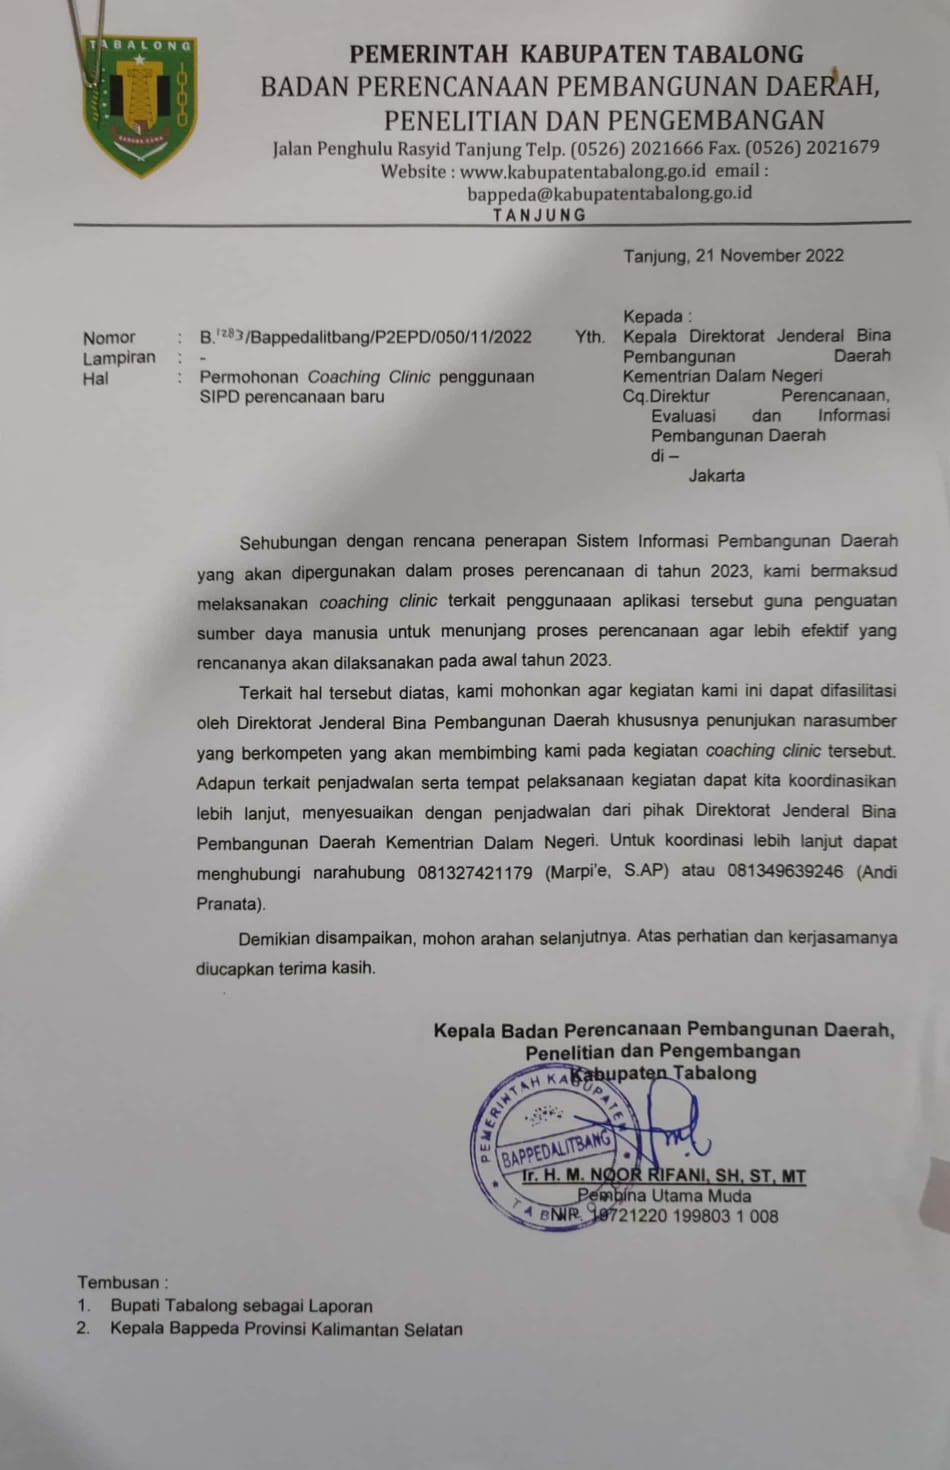 TABALONG
PEMERINTAH KABUPATEN TABALONG
BADAN PERENCANAAN PEMBANGUNAN DAERAH,
PENELITIAN DAN PENGEMBANGAN
Jalan Penghulu Rasyid Tanjung Telp. (0526) 2021666 Fax. (0526) 2021679
Website : www.kabupatentabalong.go.id email :
bappeda@kabupatentabalong.go.id
TANJUNG
Tanjung, 21 November 2022
Nomor : B.1283/Bappedalitbang/P2EPD/050/11/2022
Lampiran : -
Hal : Permohonan Coaching Clinic penggunaan
SIPD perencanaan baru
Kepada :
Yth. Kepala Direktorat Jenderal Bina
Pembangunan Daerah
Kementrian Dalam Negeri
Cq.Direktur Perencanaan,
Evaluasi dan Informasi
Pembangunan Daerah
di –
Jakarta
Sehubungan dengan rencana penerapan Sistem Informasi Pembangunan Daerah
yang akan dipergunakan dalam proses perencanaan di tahun 2023, kami bermaksud
melaksanakan coaching clinic terkait penggunaaan aplikasi tersebut guna penguatan
sumber daya manusia untuk menunjang proses perencanaan agar lebih efektif yang
rencananya akan dilaksanakan pada awal tahun 2023.
Terkait hal tersebut diatas, kami mohonkan agar kegiatan kami ini dapat difasilitasi
oleh Direktorat Jenderal Bina Pembangunan Daerah khususnya penunjukan narasumber
yang berkompeten yang akan membimbing kami pada kegiatan coaching clinic tersebut.
Adapun terkait penjadwalan serta tempat pelaksanaan kegiatan dapat kita koordinasikan
lebih lanjut, menyesuaikan dengan penjadwalan dari pihak Direktorat Jenderal Bina
Pembangunan Daerah Kementrian Dalam Negeri. Untuk koordinasi lebih lanjut dapat
menghubungi narahubung 081327421179 (Marpi'e, S.AP) atau 081349639246 (Andi
Pranata).
Demikian disampaikan, mohon arahan selanjutnya. Atas perhatian dan kerjasamanya
diucapkan terima kasih.
Kepala Badan Perencanaan Pembangunan Daerah,
Penelitian dan Pengembangan
Kabupaten Tabalong
PEMERINTAH KABUPATEN
BAPPEDALITBANG
Ir. H. M. NOOR RIFANI, SH, ST, MT
Pembina Utama Muda
NIP. 19721220 199803 1 008
Tembusan :
1. Bupati Tabalong sebagai Laporan
2. Kepala Bappeda Provinsi Kalimantan Selatan